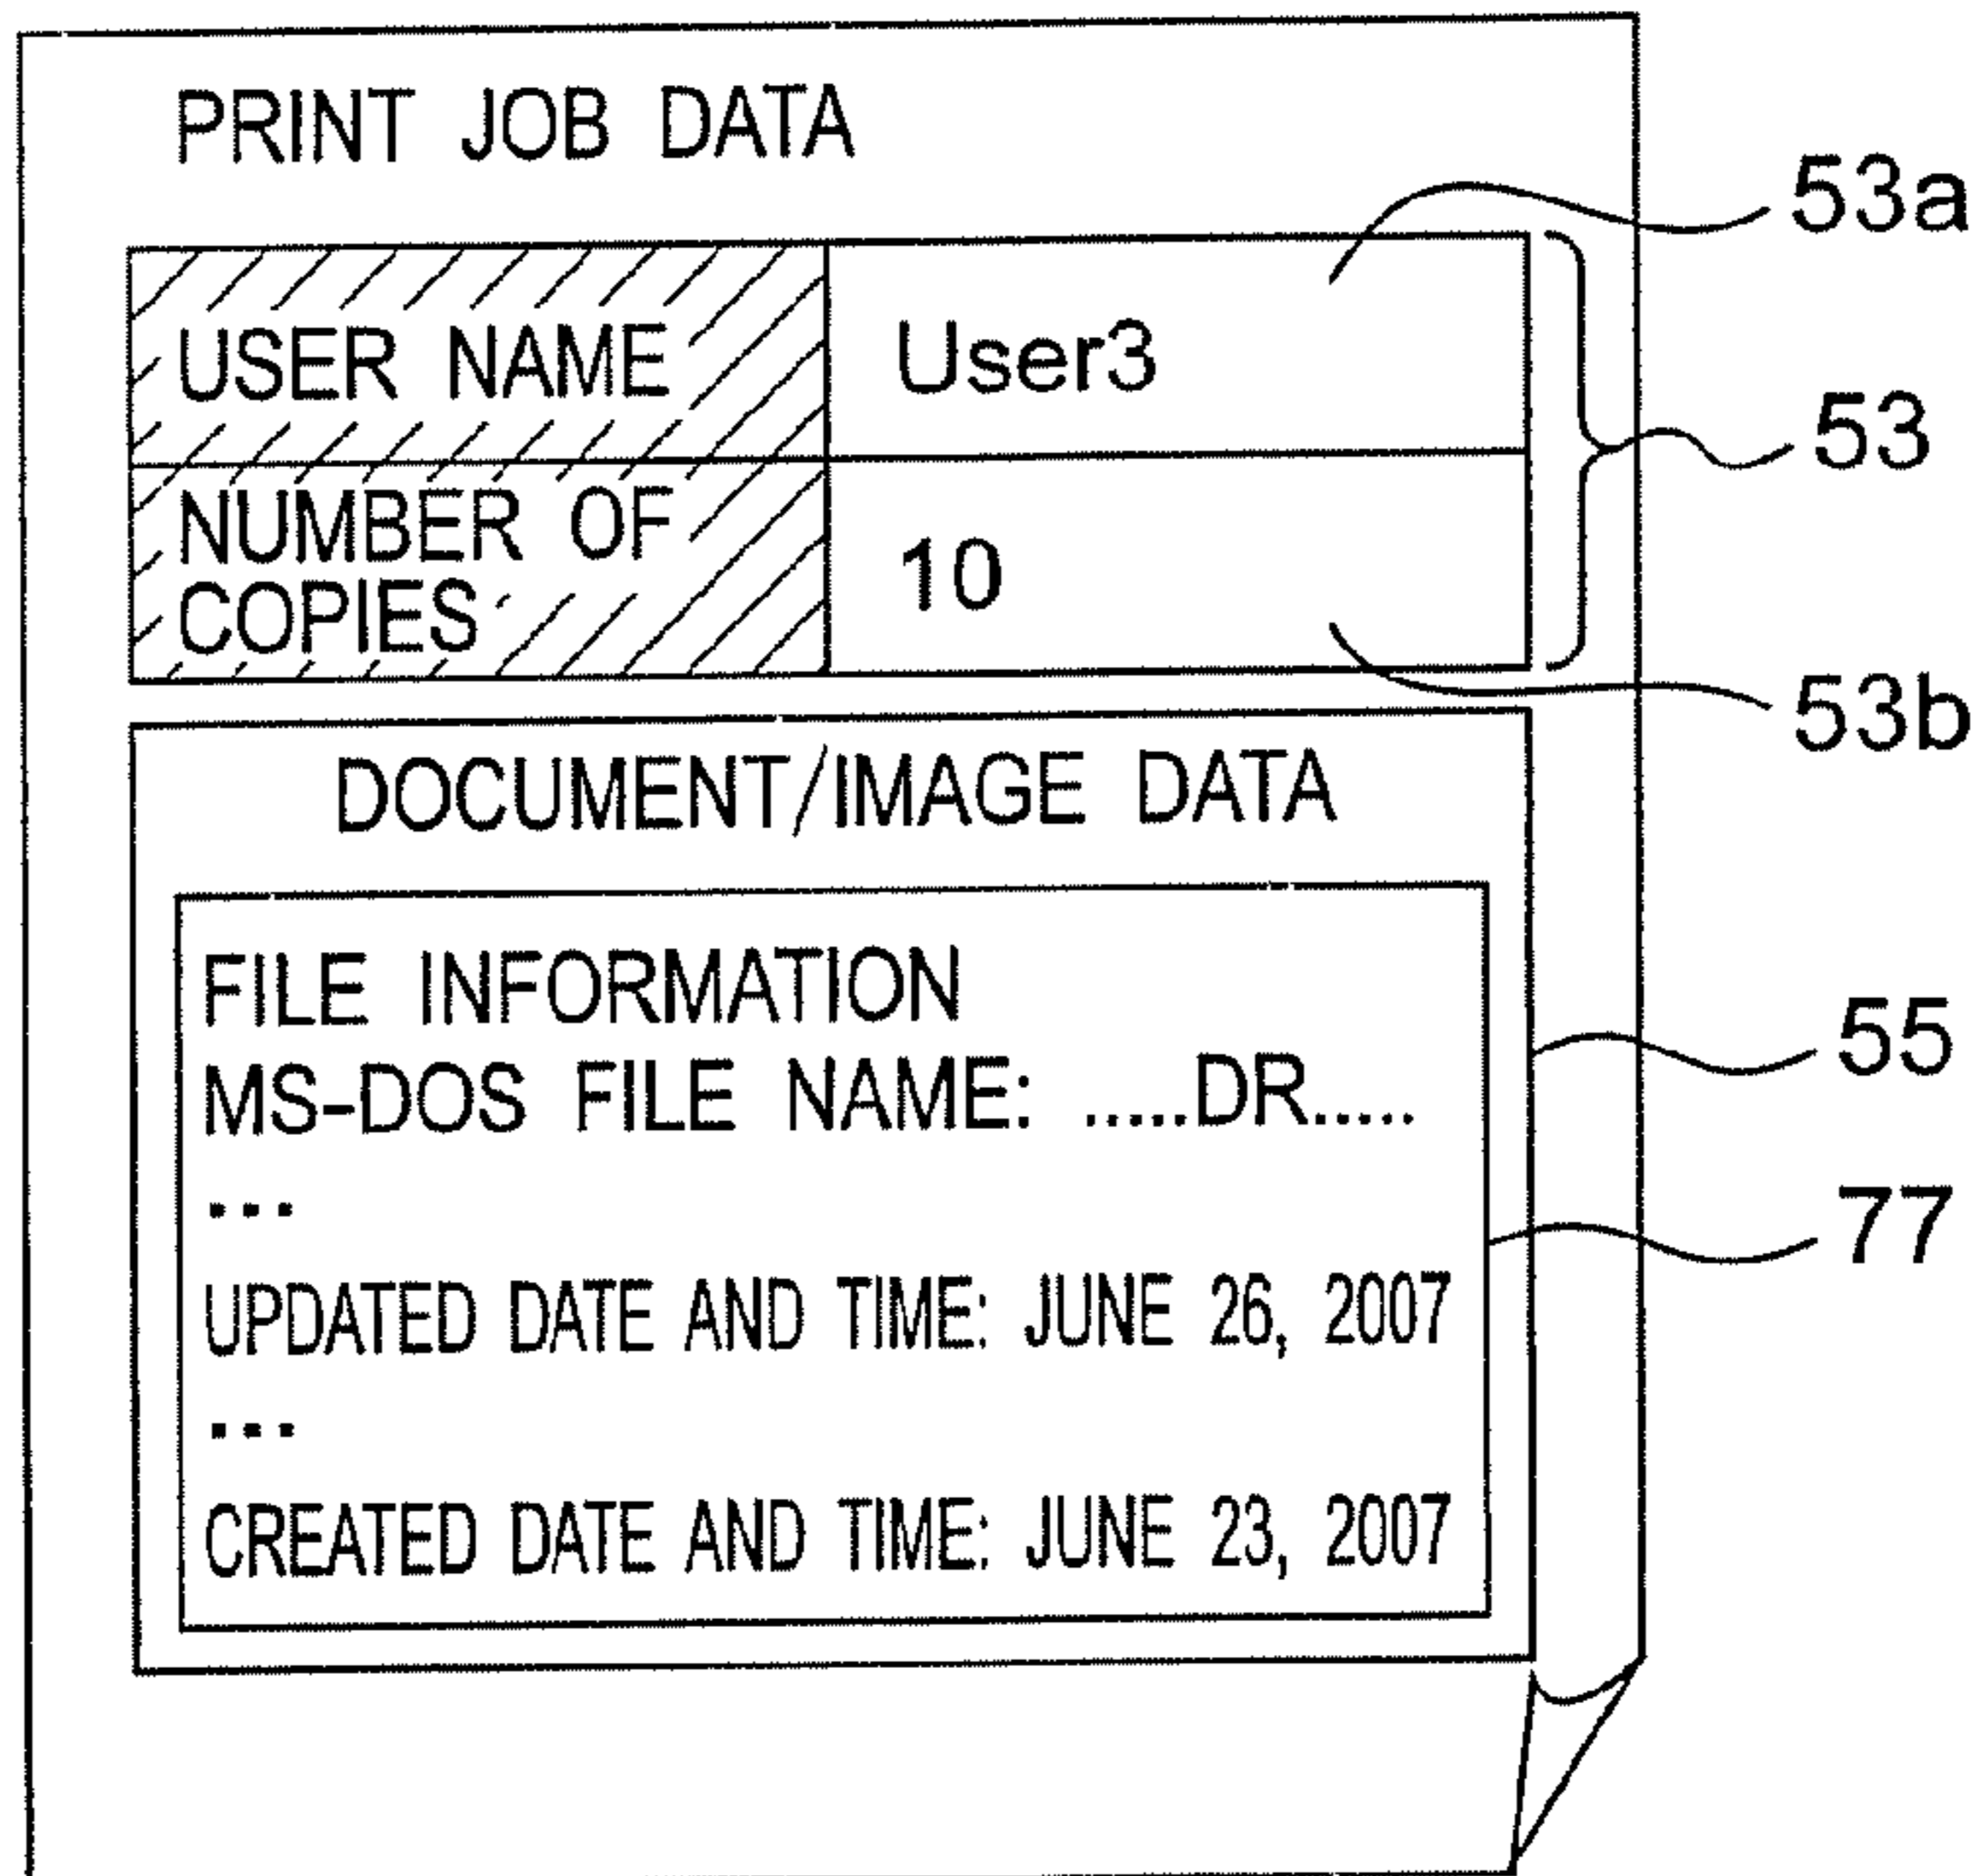 PRINT JOB DATA
53a
USER NAME User3
53
NUMBER OF
COPIES
10
53b
DOCUMENT/IMAGE DATA
FILE INFORMATION
55
MS-DOS FILE NAME: .....DR.....
...
77
UPDATED DATE AND TIME: JUNE 26, 2007
...
CREATED DATE AND TIME: JUNE 23, 2007